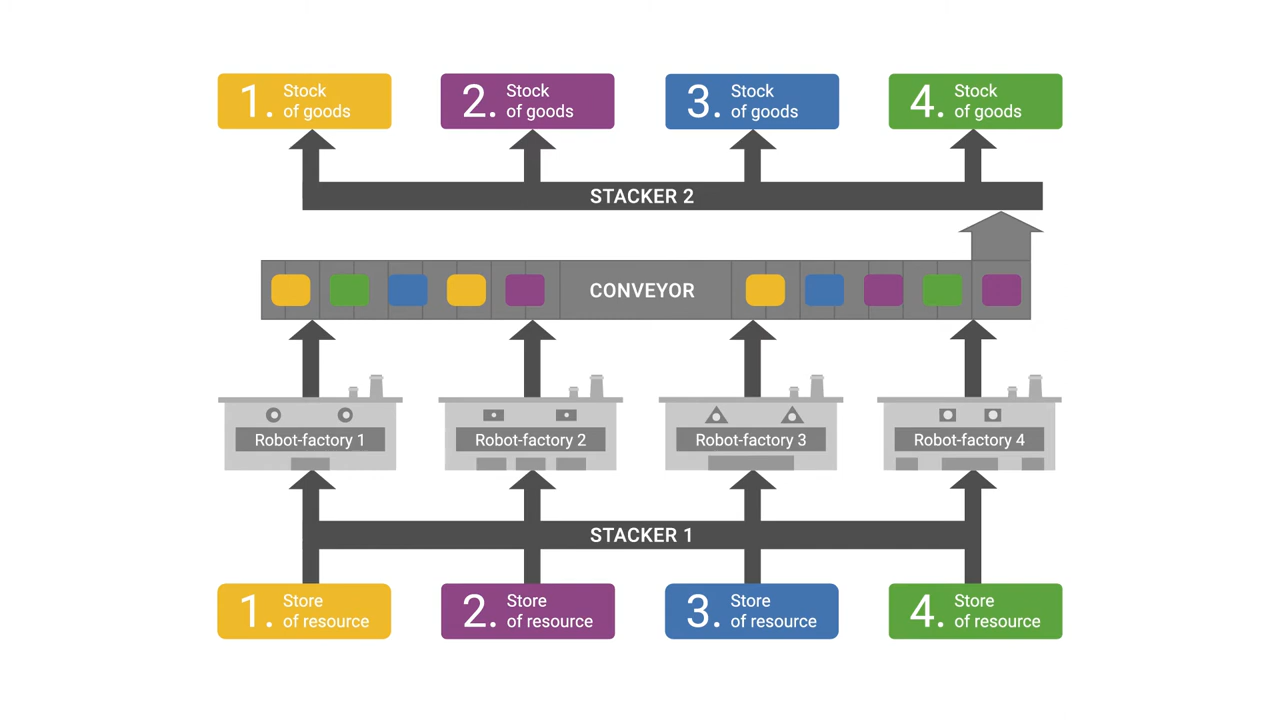 1. Stock
of goods
2. Stock
of goods
3. Stock
of goods
4. Stock
of goods
STACKER 2
CONVEYOR
Robot-factory 1
Robot-factory 2
Robot-factory 3
Robot-factory 4
STACKER 1
1. Store
of resource
2. Store
of resource
3. Store
of resource
4. Store
of resource